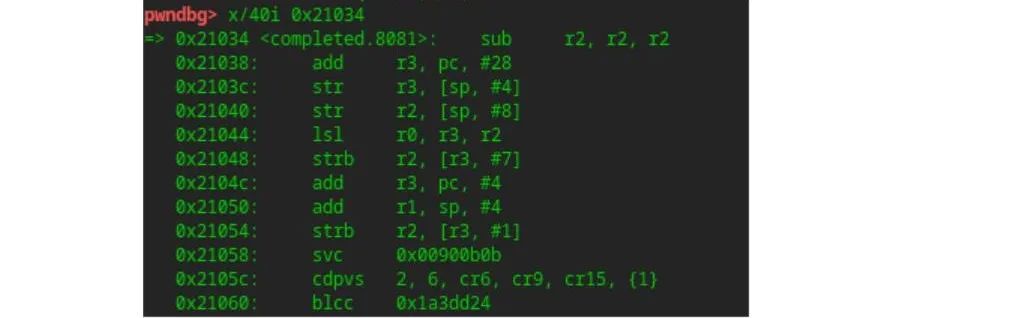 pwndbg> x/40i 0x21034
=> 0x21034 <completed.8081>: sub r2, r2, r2
0x21038: add r3, pc, #28
0x2103c: str r3, [sp, #4]
0x21040: str r2, [sp, #8]
0x21044: lsl r0, r3, r2
0x21048: strb r2, [r3, #7]
0x2104c: add r3, pc, #4
0x21050: add r1, sp, #4
0x21054: strb r2, [r3, #1]
0x21058: svc 0x00900b0b
0x2105c: cdpvs 2, 6, cr6, cr9, cr15, {1}
0x21060: blcc 0x1a3dd24